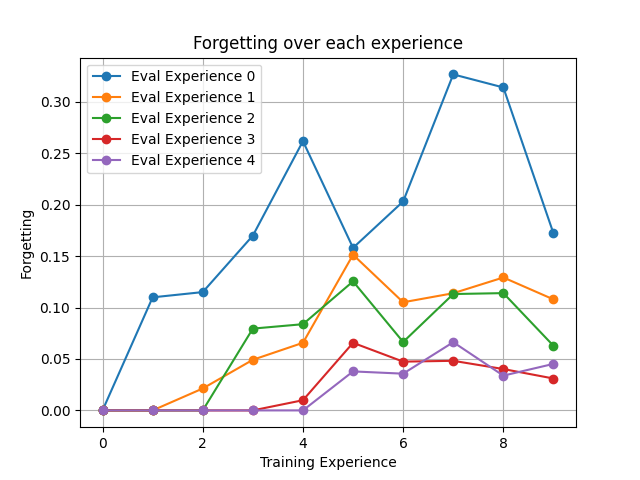 Forgetting over each experience
Eval Experience 0
Eval Experience 1
Eval Experience 2
Eval Experience 3
Eval Experience 4
0.30
0.25
0.20
0.15
0.10
0.05
0.00
Forgetting
0 2 4 6 8
Training Experience